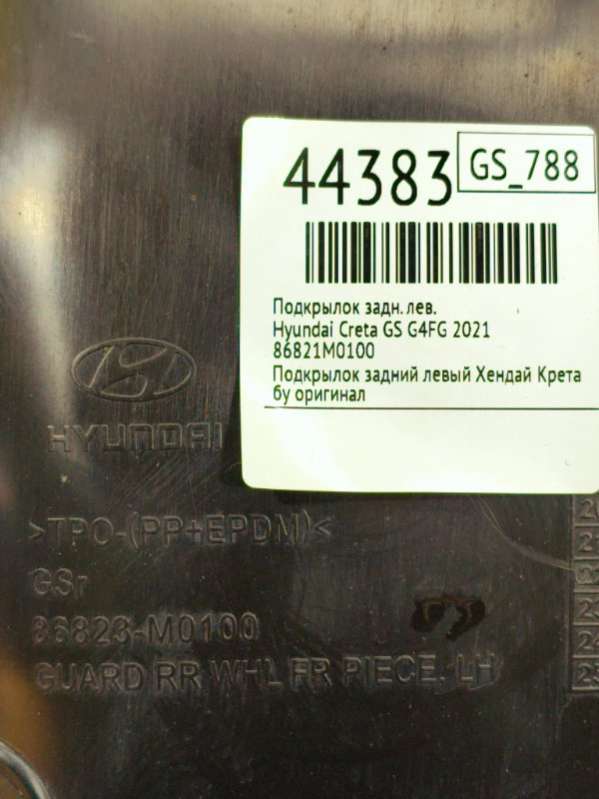 44383
GS_788
Подкрылок задн. лев.
Hyundai Creta GS G4FG 2021
86821M0100
Подкрылок задний левый Хендай Крета
бу оригинал
HYUNDAI
>TPO-(PP+EPDM)<
GSr
86823-M0100
GUARD RR WHL FR PIECE, LH